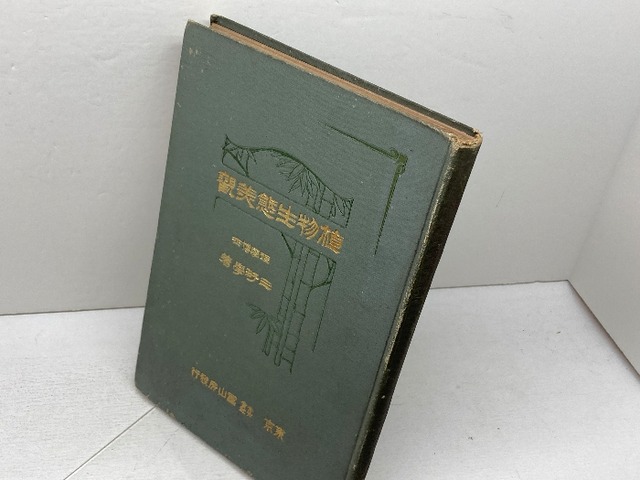 植物生態美觀
理學博士
三好學著
東京 冨山房發行